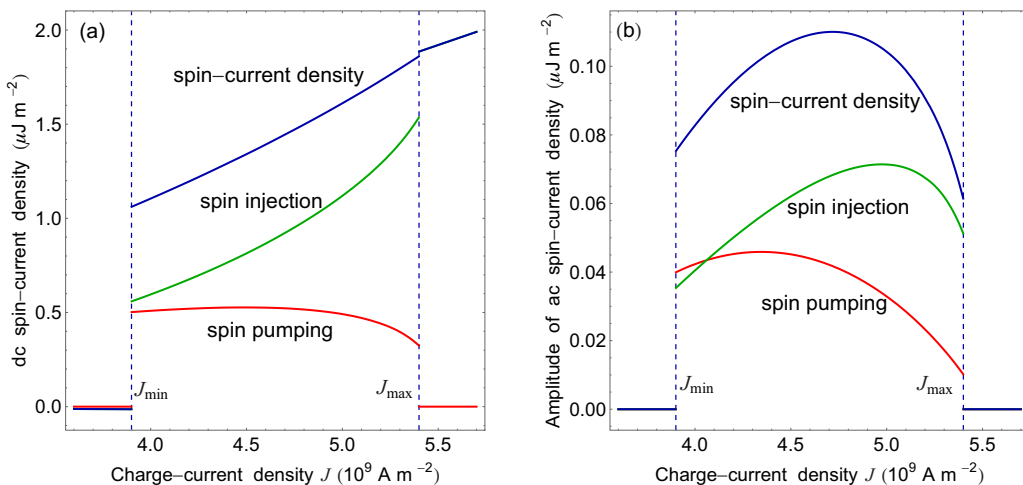 (a)
dc spin−current density (μJ m⁻²)
2.0
1.5
1.0
0.5
0.0
spin−current density
spin injection
spin pumping
J_min
J_max
4.0 4.5 5.0 5.5
Charge−current density J (10⁹ A m⁻²)
(b)
Amplitude of ac spin−current density (μJ m⁻²)
0.10
0.08
0.06
0.04
0.02
0.00
spin−current density
spin injection
spin pumping
J_min
J_max
4.0 4.5 5.0 5.5
Charge−current density J (10⁹ A m⁻²)